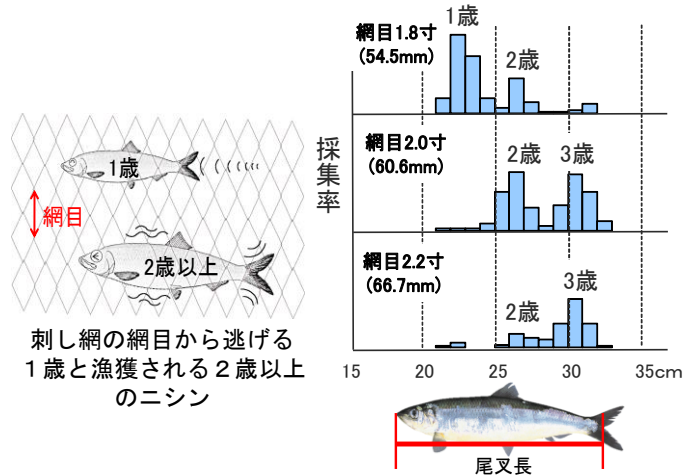 1歳
網目
2歳以上
刺し網の網目から逃げる
1歳と漁獲される2歳以上
のニシン
採集率
網目1.8寸
(54.5mm)
1歳
2歳
網目2.0寸
(60.6mm)
2歳
3歳
網目2.2寸
(66.7mm)
2歳
3歳
15 20 25 30 35cm
尾叉長